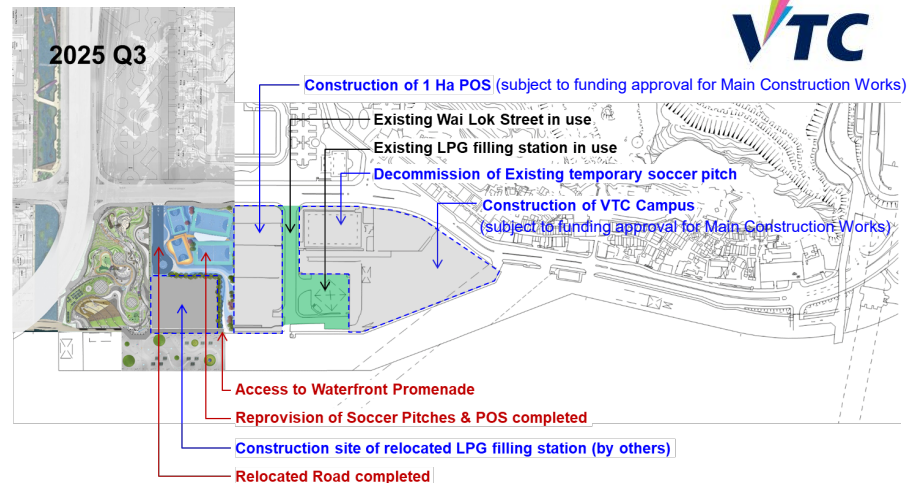 VTC
2025 Q3
Construction of 1 Ha POS (subject to funding approval for Main Construction Works)
Existing Wai Lok Street in use
Existing LPG filling station in use
Decommission of Existing temporary soccer pitch
Construction of VTC Campus
(subject to funding approval for Main Construction Works)
Access to Waterfront Promenade
Reprovision of Soccer Pitches & POS completed
Construction site of relocated LPG filling station (by others)
Relocated Road completed